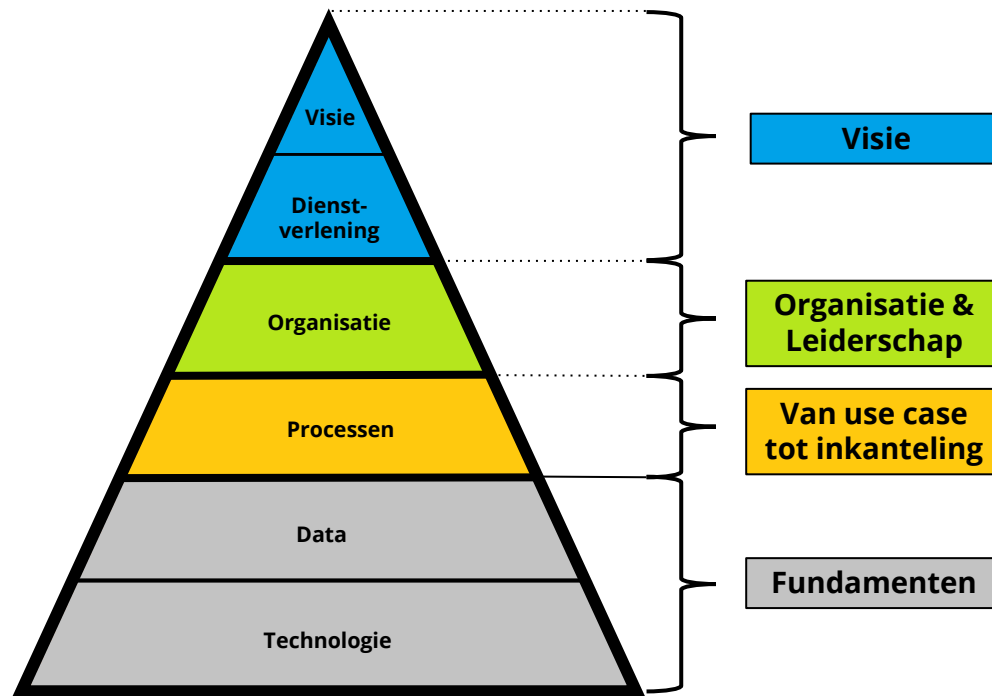 Visie
Dienst-
verlening
Organisatie
Processen
Data
Technologie
Visie
Organisatie &
Leiderschap
Van use case
tot inkanteling
Fundamenten